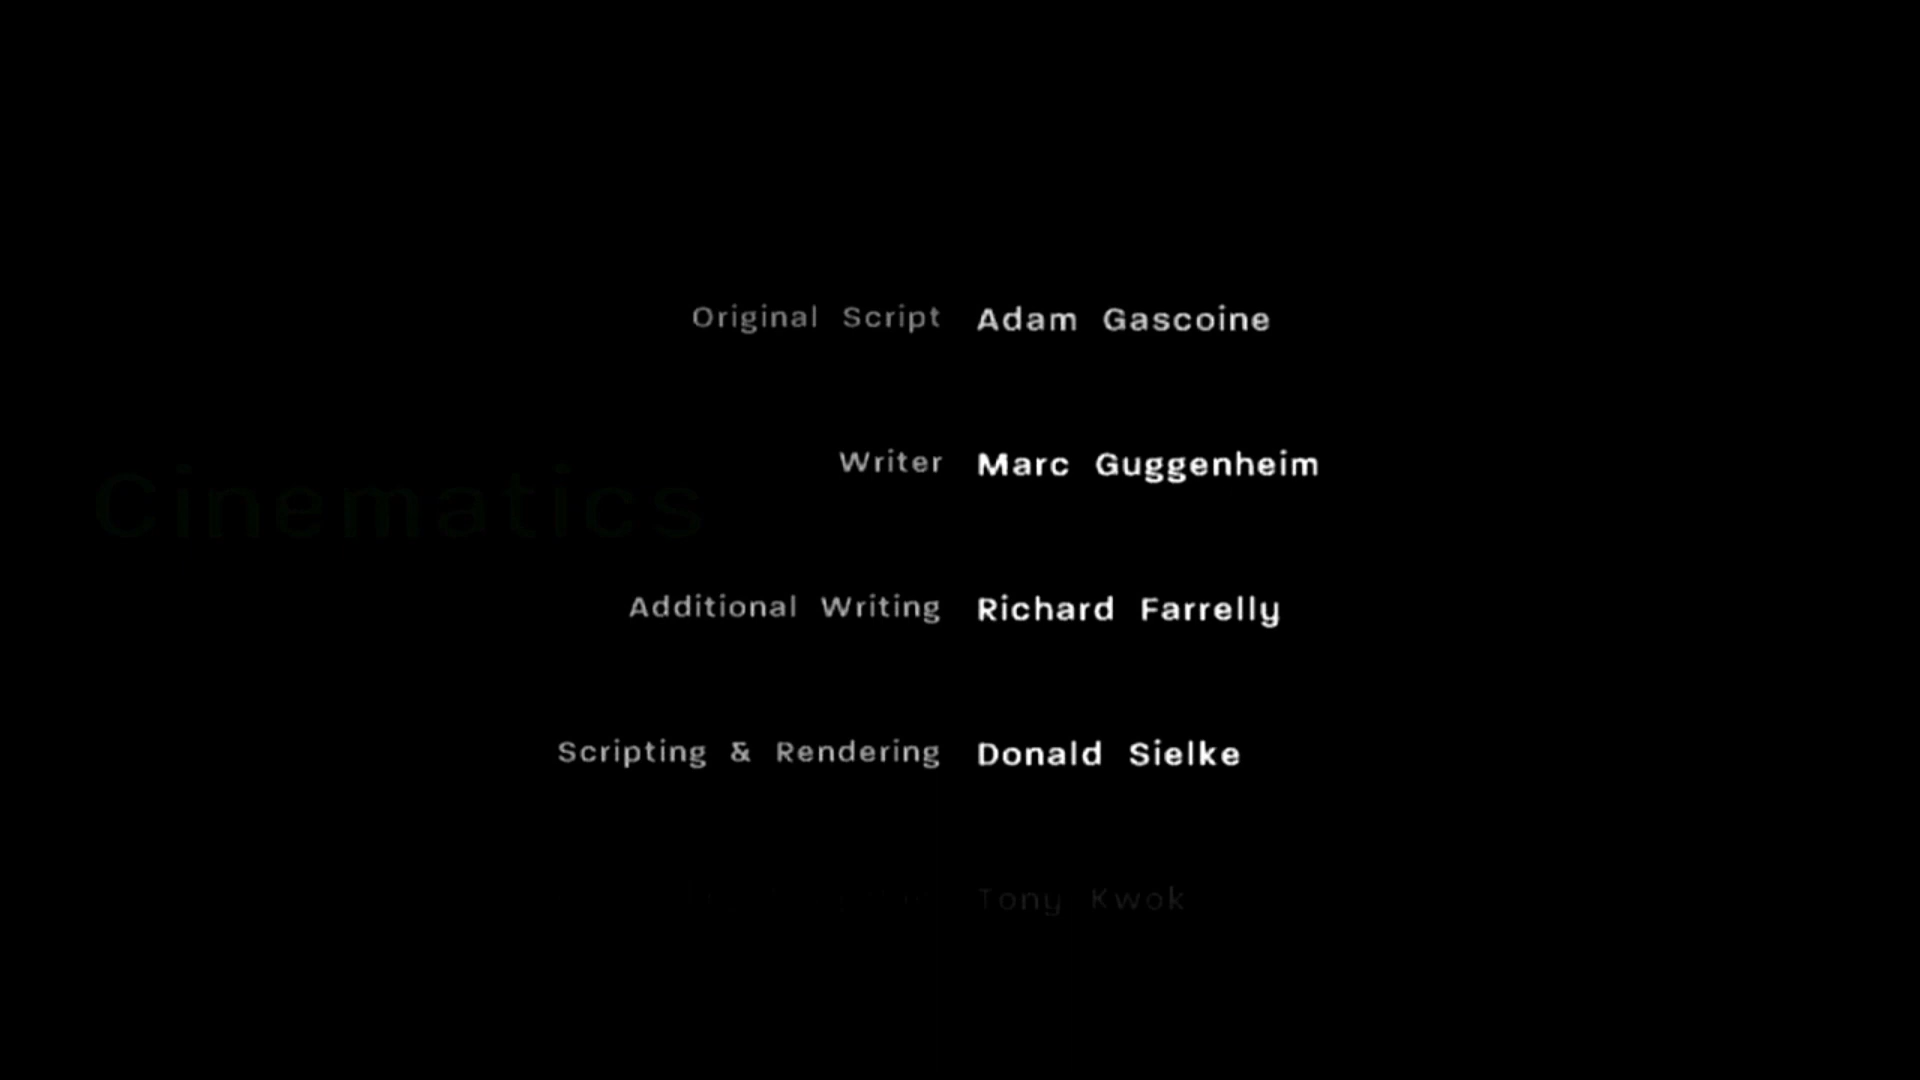 Original Script Adam Gascoine
Writer Marc Guggenheim
Cinematics
Additional Writing Richard Farrelly
Scripting & Rendering Donald Sielke
Tony Kwok